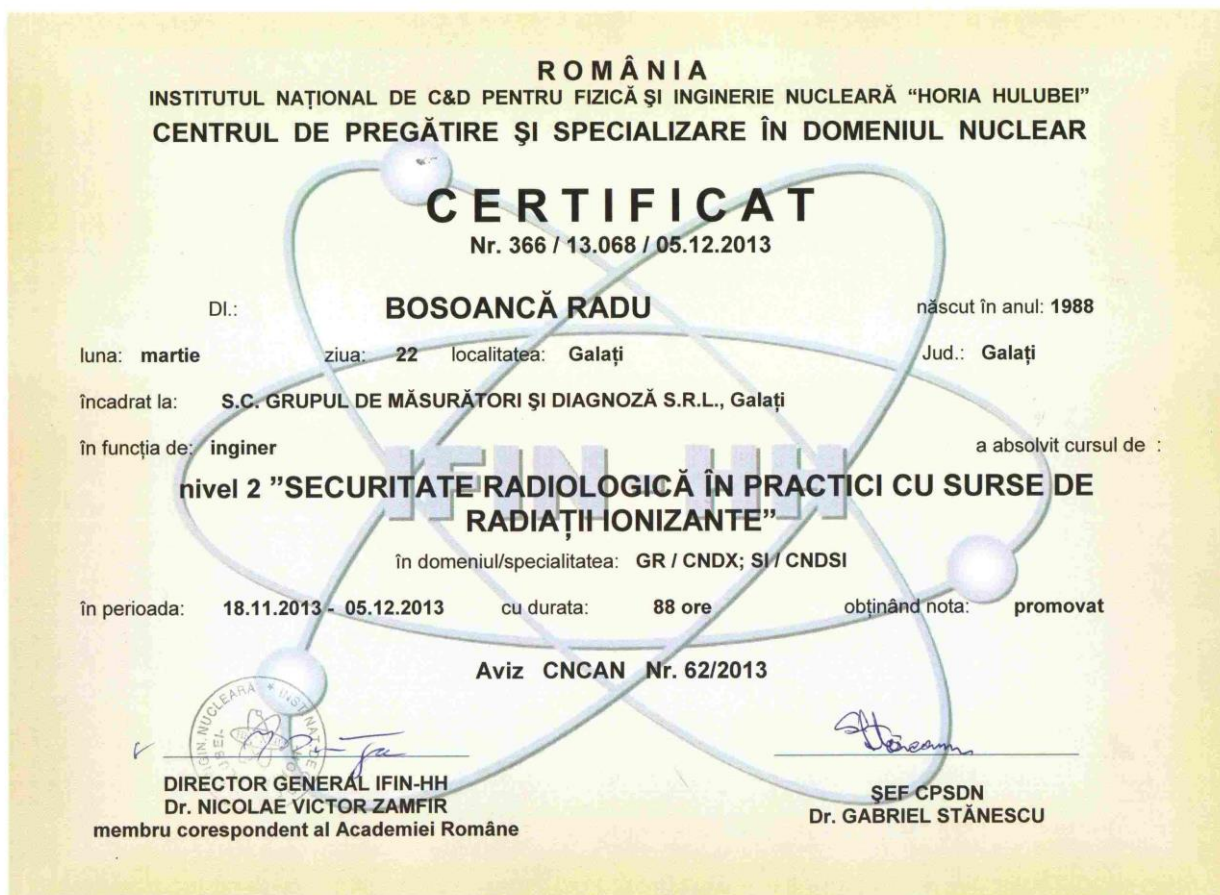 ROMÂNIA
INSTITUTUL NAȚIONAL DE C&D PENTRU FIZICĂ ŞI INGINERIE NUCLEARĂ “HORIA HULUBEI”
CENTRUL DE PREGĂTIRE ŞI SPECIALIZARE ÎN DOMENIUL NUCLEAR
CERTIFICAT
Nr. 366 / 13.068 / 05.12.2013
Dl.: BOSOANCĂ RADU născut în anul: 1988
luna: martie ziua: 22 localitatea: Galați Jud.: Galați
încadrat la: S.C. GRUPUL DE MĂSURĂTORI ŞI DIAGNOZĂ S.R.L., Galați
în funcția de: inginer a absolvit cursul de :
IFIN-HH
nivel 2 ”SECURITATE RADIOLOGICĂ ÎN PRACTICI CU SURSE DE
RADIAȚII IONIZANTE”
în domeniul/specialitatea: GR / CNDX; SI / CNDSI
în perioada: 18.11.2013 - 05.12.2013 cu durata: 88 ore obținând nota: promovat
Aviz CNCAN Nr. 62/2013
DIRECTOR GENERAL IFIN-HH
Dr. NICOLAE VICTOR ZAMFIR
membru corespondent al Academiei Române
ŞEF CPSDN
Dr. GABRIEL STĂNESCU